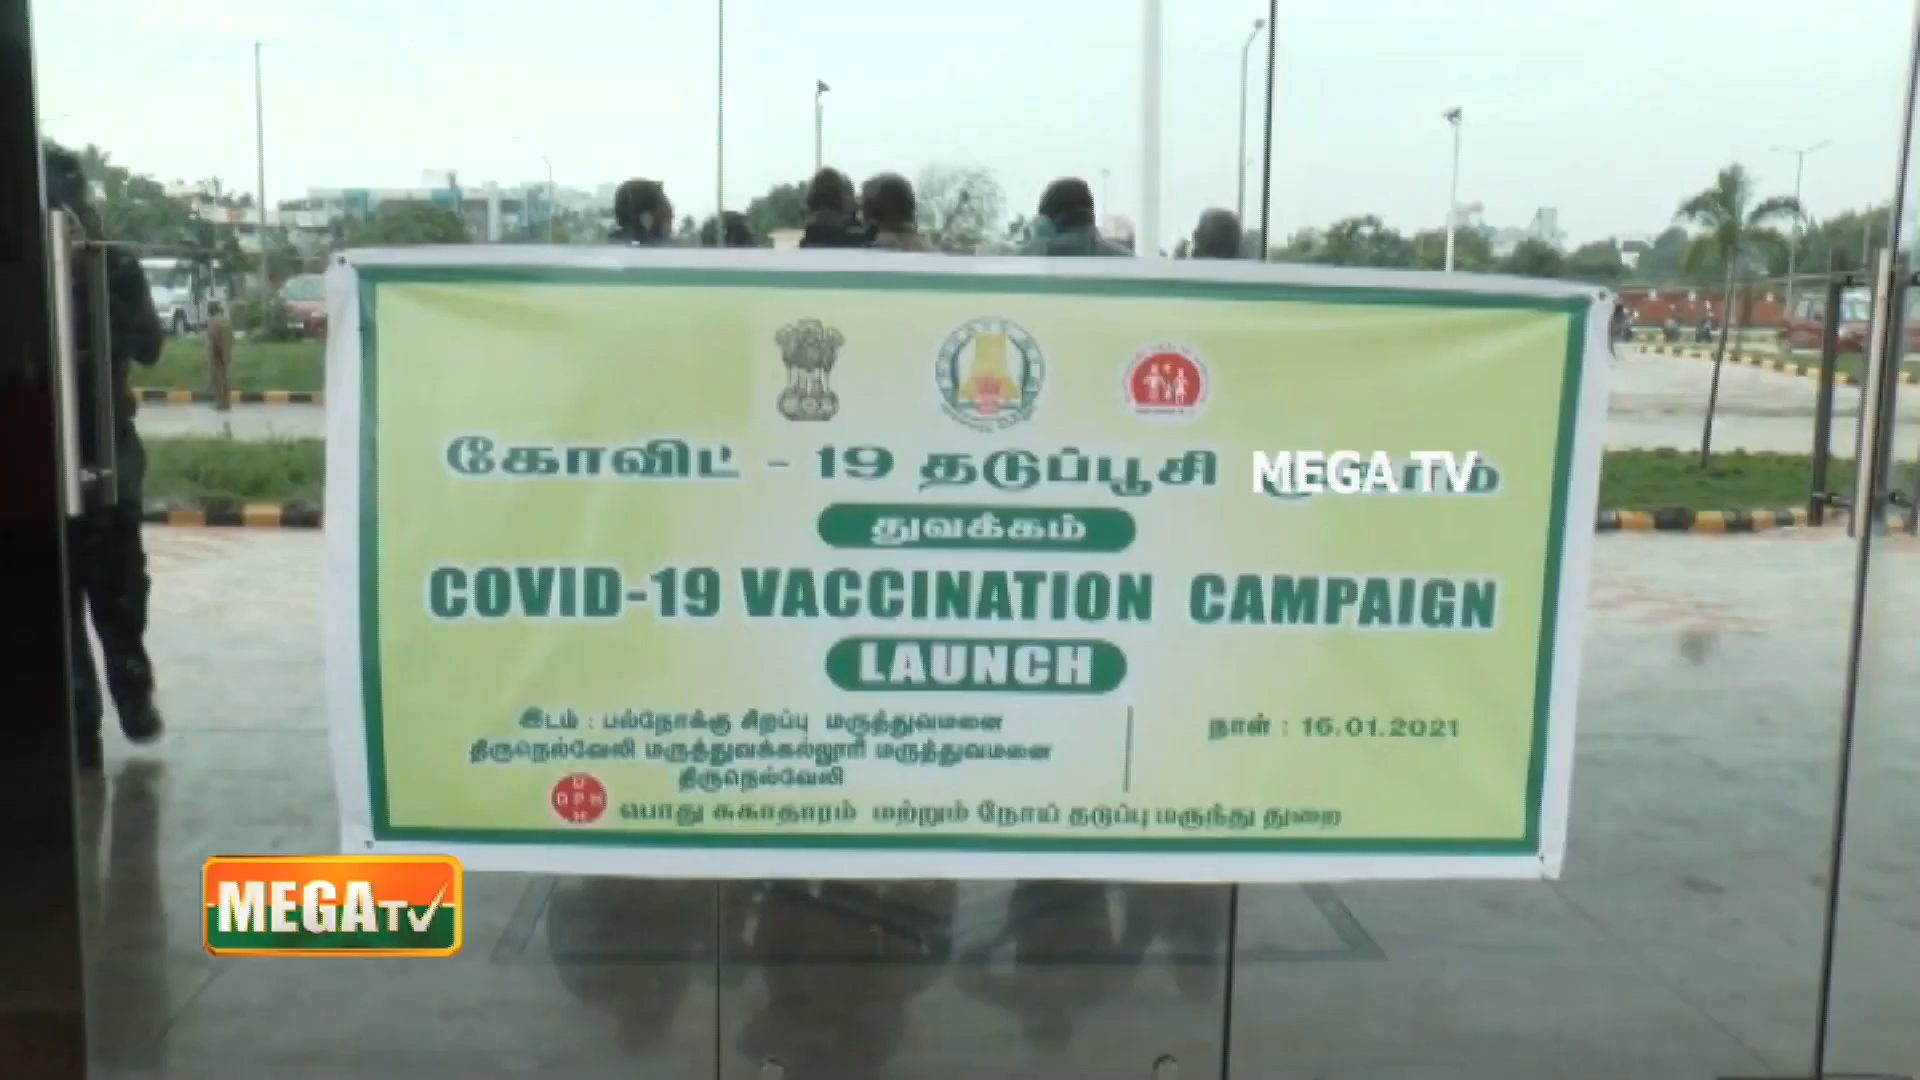 கோவிட் - 19 தடுப்பூசி
MEGA TV
துவக்கம்
COVID-19 VACCINATION CAMPAIGN
LAUNCH
இடம் : பல்நோக்கு சிறப்பு மருத்துவமனை
திருநெல்வேலி மருத்துவக்கல்லூரி மருத்துவமனை
திருநெல்வேலி
நாள் : 16.01.2021
DPH
பொது சுகாதாரம் மற்றும் நோய் தடுப்பு மருந்து துறை
MEGA TV